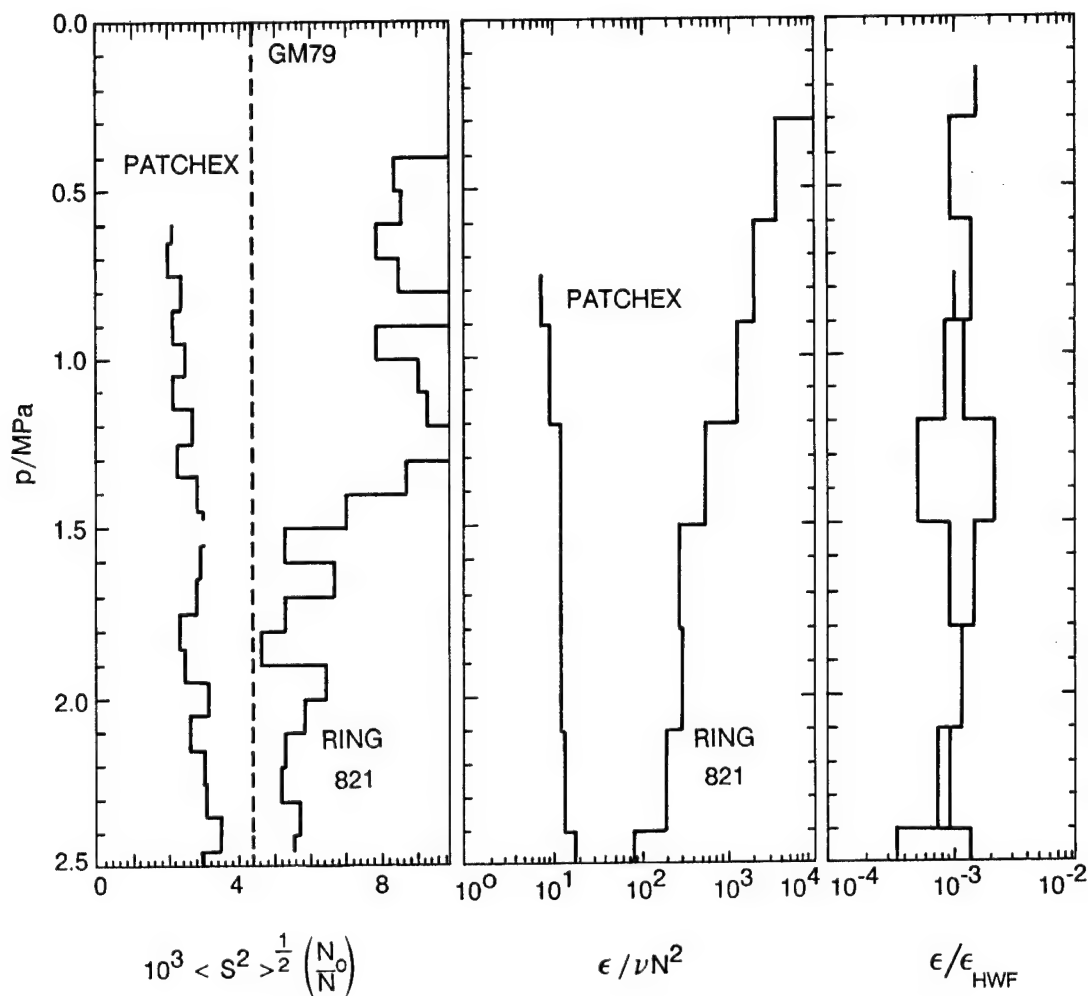 0.0
0.5
1.0
1.5
2.0
2.5
p/MPa
GM79
PATCHEX
RING
821
0 4 8
10³ < S² >^{1/2} (N₀/N)
PATCHEX
RING
821
10⁰ 10¹ 10² 10³ 10⁴
ϵ/νN²
10⁻⁴ 10⁻³ 10⁻²
ϵ/ϵ_HWF